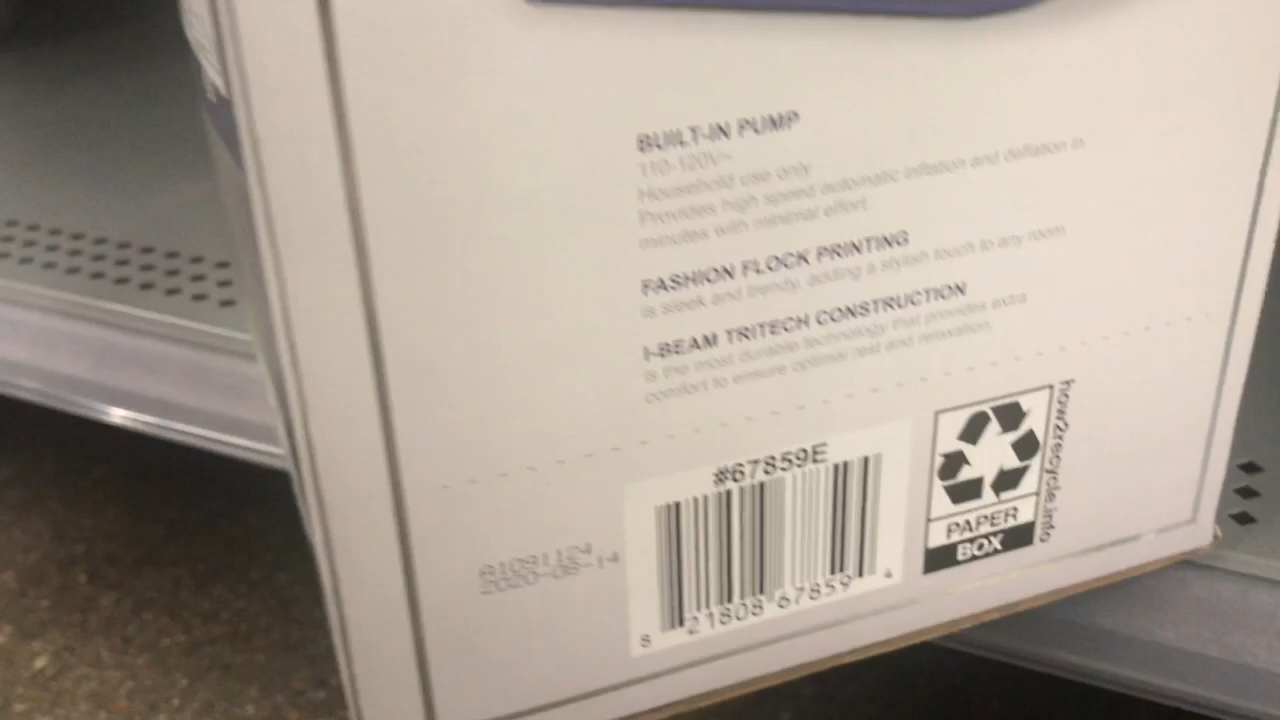 BUILT-IN PUMP
110-120V~
Household use only
Provides high speed automatic inflation and deflation in
minutes with minimal effort
FASHION FLOCK PRINTING
is sleek and trendy, adding a stylish touch to any room
I-BEAM TRITECH CONSTRUCTION
is the most durable technology that provides extra
comfort to ensure optimal rest and relaxation.
#67859E
8 21808 67859 4
81091124
2020-08-14
PAPER
BOX
how2recycle.info